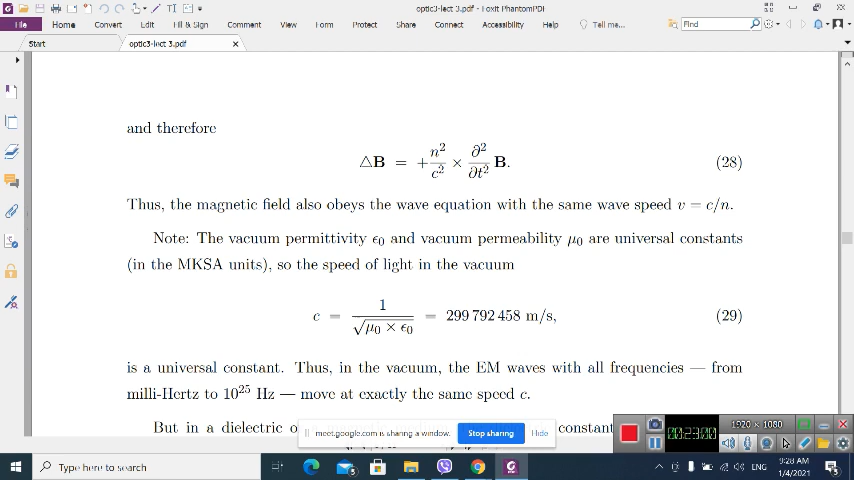 optic3-lect 3.pdf - Foxit PhantomPDF
File Home Convert Edit Fill & Sign Comment View Form Protect Share Connect Accessibility Help Tell me... Find
Start optic3-lect 3.pdf
and therefore
△B = + n² / c² × ∂² / ∂t² B. (28)
Thus, the magnetic field also obeys the wave equation with the same wave speed v = c/n.
Note: The vacuum permittivity ϵ₀ and vacuum permeability μ₀ are universal constants
(in the MKSA units), so the speed of light in the vacuum
c = 1 / √μ₀ × ϵ₀ = 299 792 458 m/s, (29)
is a universal constant. Thus, in the vacuum, the EM waves with all frequencies — from
milli-Hertz to 10²⁵ Hz — move at exactly the same speed c.
But in a dielectric constant
meet.google.com is sharing a window. Stop sharing Hide
1920 × 1080
00:23:00
Type here to search
ENG
9:28 AM
1/4/2021